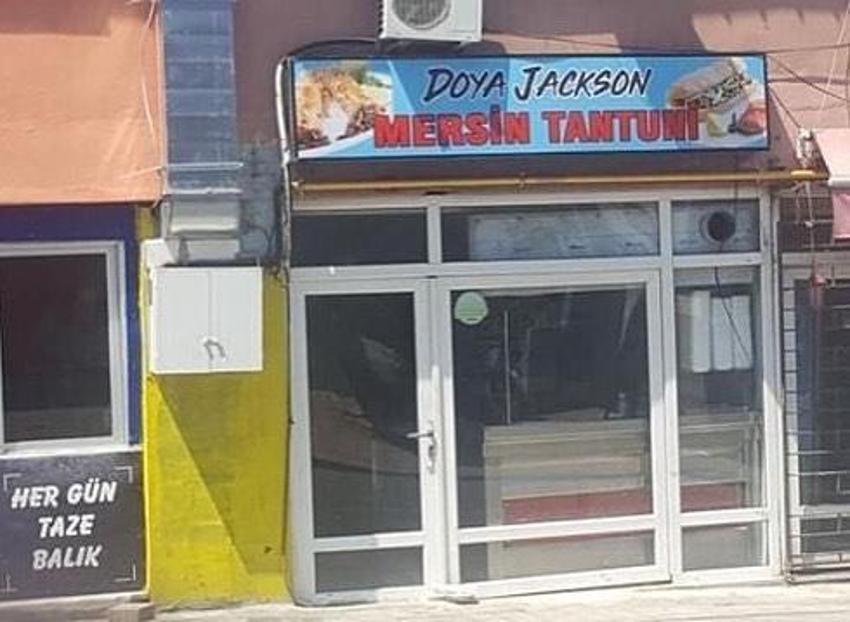 DOYA JACKSON
MERSİN TANTUNİ
HER GÜN
TAZE
BALIK